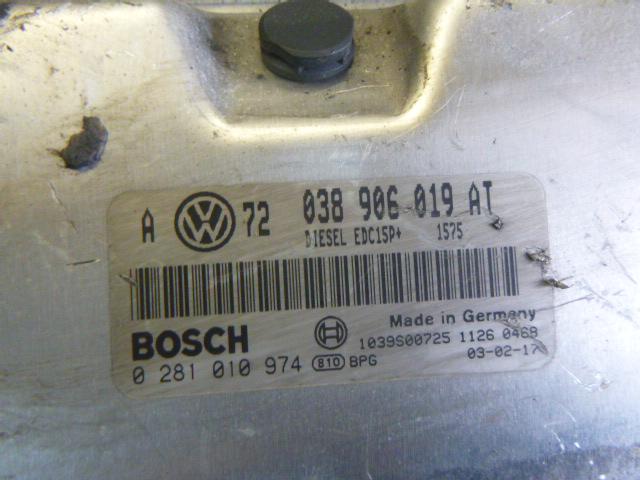 A VW 72 038 906 019 AT
DIESEL EDC15P+ 1575
Made in Germany
BOSCH 1039S00725 1126 0468
0 281 010 974 810 BPG 03-02-17